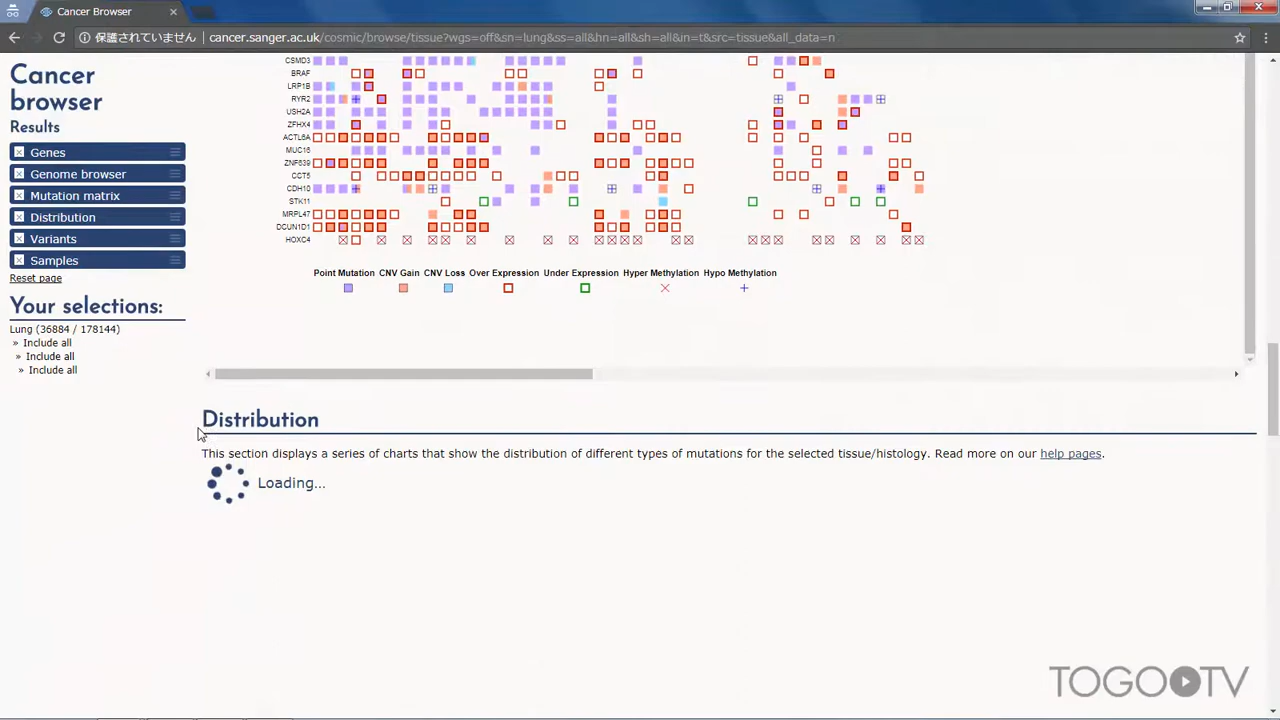 Cancer Browser
保護されていません
cancer.sanger.ac.uk/cosmic/browse/tissue?wgs=off&sn=lung&ss=all&hn=all&sh=all&in=t&src=tissue&all_data=n
Cancer
browser
Results
Genes
Genome browser
Mutation matrix
Distribution
Variants
Samples
Reset page
Your selections:
Lung (36884 / 178144)
» Include all
» Include all
» Include all
CSMD3
BRAF
LRP1B
RYR2
USH2A
ZFHX4
ACTL6A
MUC16
ZNF639
CCT5
CDH10
STK11
MRPL47
DCUN1D1
HOXC4
Point Mutation CNV Gain CNV Loss Over Expression Under Expression Hyper Methylation Hypo Methylation
Distribution
This section displays a series of charts that show the distribution of different types of mutations for the selected tissue/histology. Read more on our help pages.
Loading...
TOGO TV